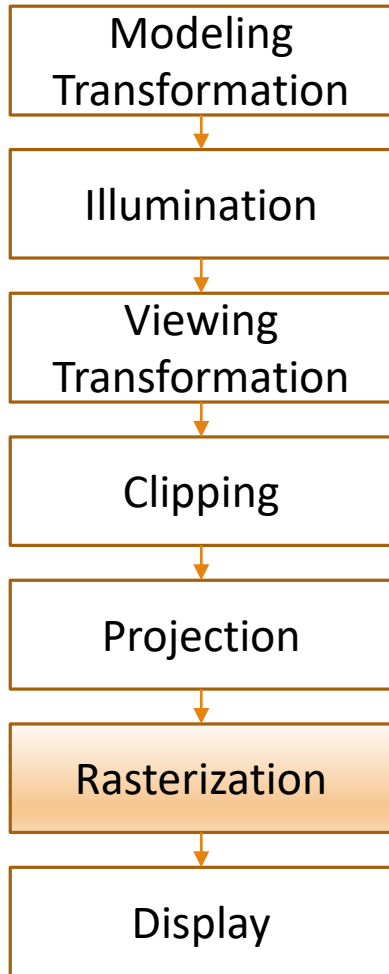 Modeling
Transformation
Illumination
Viewing
Transformation
Clipping
Projection
Rasterization
Display